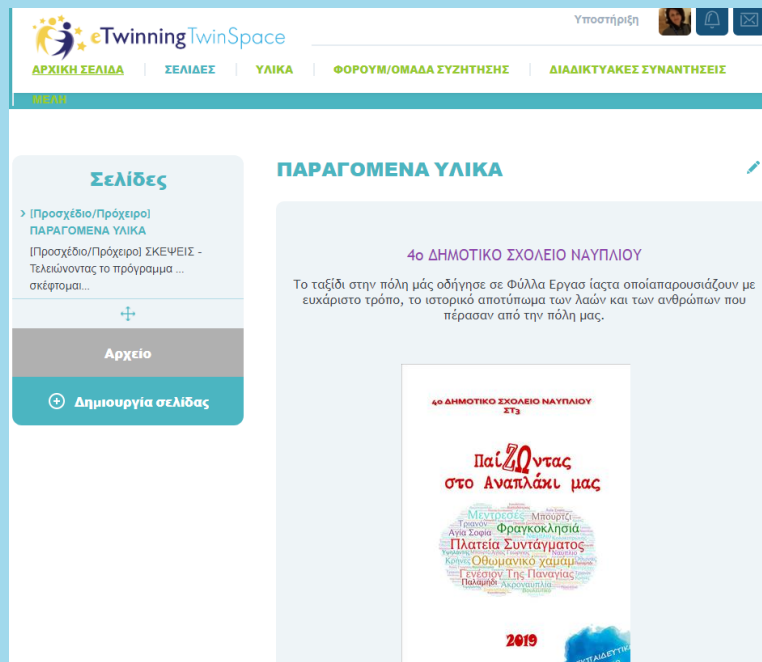 Υποστήριξη
eTwinning TwinSpace
ΑΡΧΙΚΗ ΣΕΛΙΔΑ ΣΕΛΙΔΕΣ ΥΛΙΚΑ ΦΟΡΟΥΜ/ΟΜΑΔΑ ΣΥΖΗΤΗΣΗΣ ΔΙΑΔΙΚΤΥΑΚΕΣ ΣΥΝΑΝΤΗΣΕΙΣ
ΜΕΛΗ
Σελίδες
[Προσχέδιο/Πρόχειρο]
ΠΑΡΑΓΟΜΕΝΑ ΥΛΙΚΑ
[Προσχέδιο/Πρόχειρο] ΣΚΕΨΕΙΣ -
Τελειώνοντας το πρόγραμμα ...
σκέφτομαι...
Αρχείο
Δημιουργία σελίδας
ΠΑΡΑΓΟΜΕΝΑ ΥΛΙΚΑ
4ο ΔΗΜΟΤΙΚΟ ΣΧΟΛΕΙΟ ΝΑΥΠΛΙΟΥ
Το ταξίδι στην πόλη μάς οδήγησε σε Φύλλα Εργασ ίαςτα οποίαπαρουσιάζουν με
ευχάριστο τρόπο, το ιστορικό αποτύπωμα των λαών και των ανθρώπων που
πέρασαν από την πόλη μας.
4ο ΔΗΜΟΤΙΚΟ ΣΧΟΛΕΙΟ ΝΑΥΠΛΙΟΥ
ΣΤ3
ΠαίΖΩντας
στο Αναπλάκι μας
Μεντρεσές Μπούρτζι
Τριανόν
Αγία Σοφία Φραγκοκλησιά
Πλατεία Συντάγματος
Κρήνες Οθωμανικό χαμάμ
Γενέσιον Της Παναγίας
Παλαμήδι Ακροναυπλία
2019